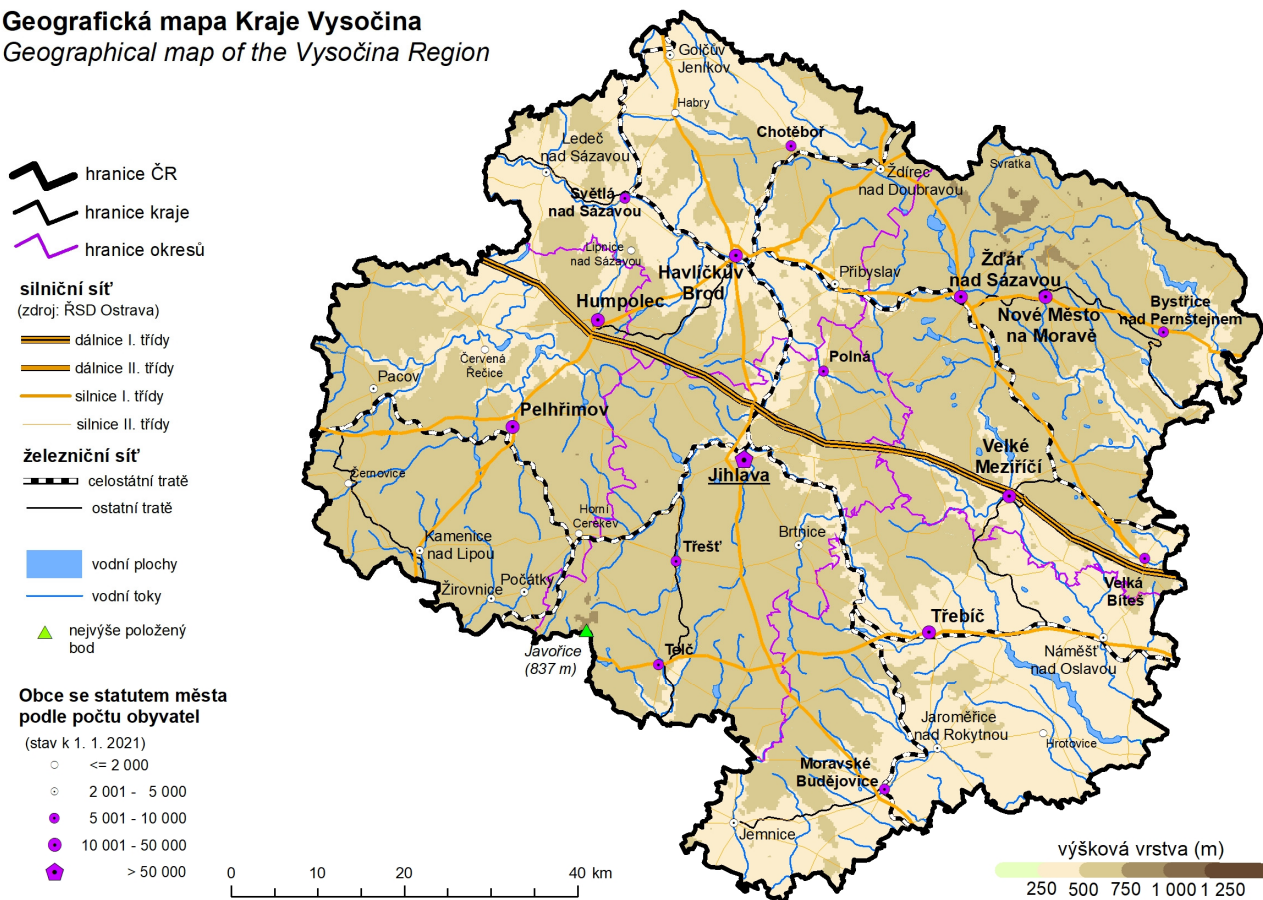 Geografická mapa Kraje Vysočina
Geographical map of the Vysočina Region
hranice ČR
hranice kraje
hranice okresů
silniční síť
(zdroj: ŘSD Ostrava)
dálnice I. třídy
dálnice II. třídy
silnice I. třídy
silnice II. třídy
železniční síť
celostátní tratě
ostatní tratě
vodní plochy
vodní toky
nejvýše položený
bod
Obce se statutem města
podle počtu obyvatel
(stav k 1. 1. 2021)
<= 2 000
2 001 - 5 000
5 001 - 10 000
10 001 - 50 000
> 50 000
Golčův
Jeníkov
Habry
Chotěboř
Ledeč
nad Sázavou
Světlá
nad Sázavou
Ždírec
nad Doubravou
Svratka
Lipnice
nad Sázavou
Havlíčkův
Brod
Přibyslav
Žďár
nad Sázavou
Humpolec
Nové Město
na Moravě
Bystřice
nad Pernštejnem
Červená
Řečice
Polná
Pacov
Pelhřimov
Velké
Meziříčí
Jihlava
Černovice
Horní
Cerekev
Brtnice
Kamenice
nad Lipou
Třešť
Počátky
Žirovnice
Velká
Bíteš
Třebíč
Javořice
(837 m)
Telč
Náměšť
nad Oslavou
Jaroměřice
nad Rokytnou
Hrotovice
Moravské
Budějovice
Jemnice
0 10 20 40 km
výšková vrstva (m)
250 500 750 1 000 1 250